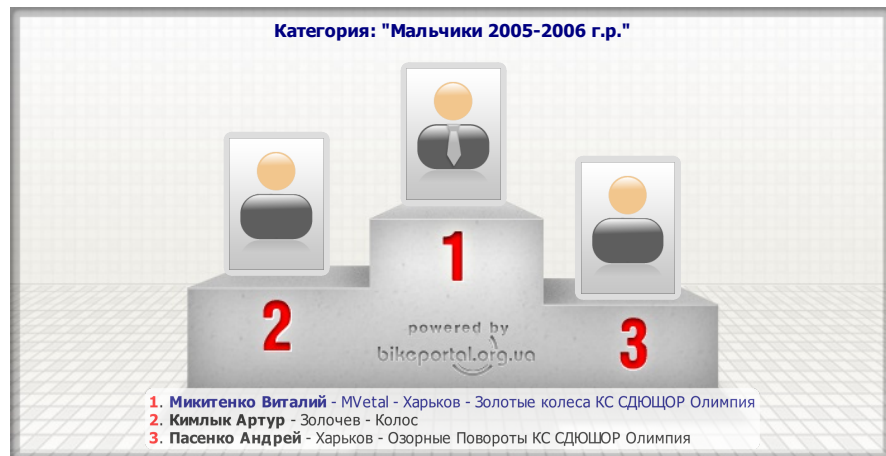 Категория: "Мальчики 2005-2006 г.р."
1
2
3
powered by
bikeportal.org.ua
1. Микитенко Виталий - MVetal - Харьков - Золотые колеса КС СДЮЩОР Олимпия
2. Кимлык Артур - Золочев - Колос
3. Пасенко Андрей - Харьков - Озорные Повороты КС СДЮШОР Олимпия